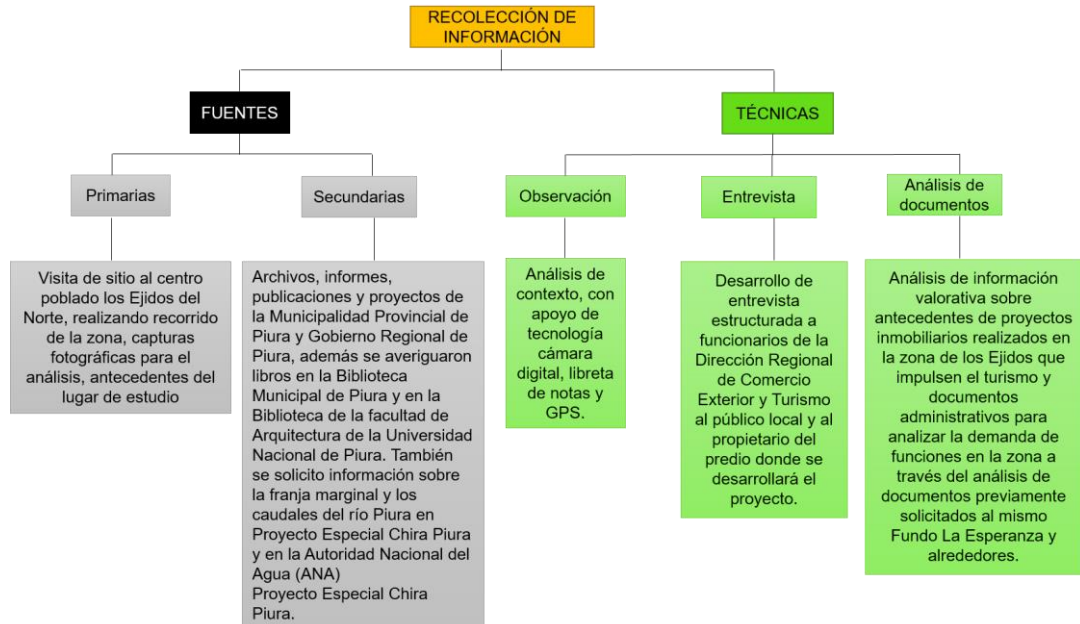 RECOLECCIÓN DE
INFORMACIÓN
FUENTES
TÉCNICAS
Primarias
Secundarias
Observación
Entrevista
Análisis de
documentos
Visita de sitio al centro
poblado los Ejidos del
Norte, realizando recorrido
de la zona, capturas
fotográficas para el
análisis, antecedentes del
lugar de estudio
Archivos, informes,
publicaciones y proyectos de
la Municipalidad Provincial de
Piura y Gobierno Regional de
Piura, además se averiguaron
libros en la Biblioteca
Municipal de Piura y en la
Biblioteca de la facultad de
Arquitectura de la Universidad
Nacional de Piura. También
se solicito información sobre
la franja marginal y los
caudales del río Piura en
Proyecto Especial Chira Piura
y en la Autoridad Nacional del
Agua (ANA)
Proyecto Especial Chira
Piura.
Análisis de
contexto, con
apoyo de
tecnología
cámara
digital, libreta
de notas y
GPS.
Desarrollo de
entrevista
estructurada a
funcionarios de la
Dirección Regional
de Comercio
Exterior y Turismo
al público local y al
propietario del
predio donde se
desarrollará el
proyecto.
Análisis de información
valorativa sobre
antecedentes de proyectos
inmobiliarios realizados en
la zona de los Ejidos que
impulsen el turismo y
documentos
administrativos para
analizar la demanda de
funciones en la zona a
través del análisis de
documentos previamente
solicitados al mismo
Fundo La Esperanza y
alrededores.